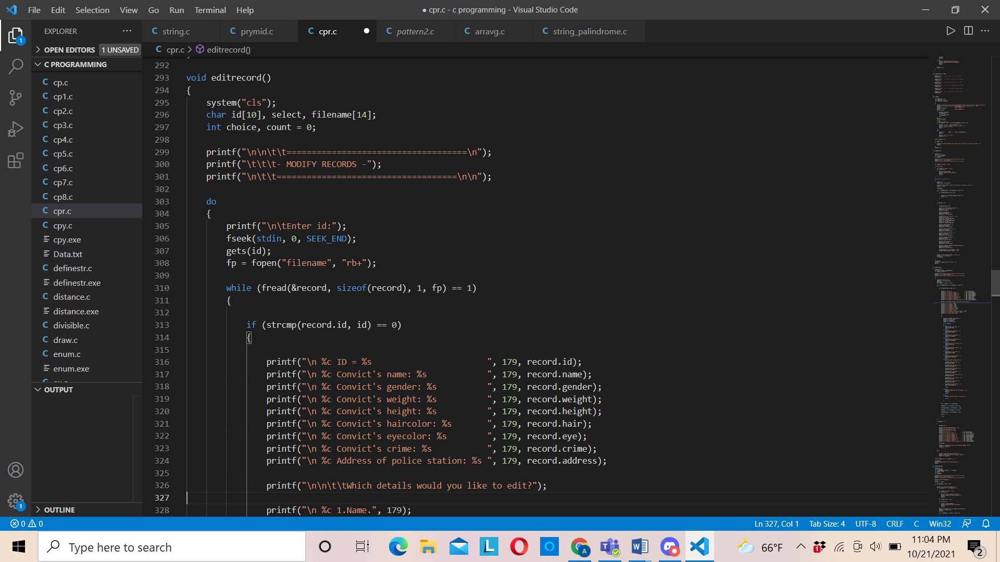 File Edit Selection View Go Run Terminal Help
● cpr.c - c programming - Visual Studio Code
EXPLORER
C string.c
C prymid.c
C cpr.c
C pattern2.c
C arravg.c
C string_palindrome.c
OPEN EDITORS 1 UNSAVED
C cpr.c > editrecord()
C PROGRAMMING
C cp.c
C cp1.c
C cp2.c
C cp3.c
C cp4.c
C cp5.c
C cp6.c
C cp7.c
C cp8.c
C cpr.c
C cpy.c
cpy.exe
Data.txt
C definestr.c
definestr.exe
C distance.c
distance.exe
C divisible.c
C draw.c
C enum.c
enum.exe
OUTPUT
OUTLINE
292
293 void editrecord()
294 {
295 system("cls");
296 char id[10], select, filename[14];
297 int choice, count = 0;
298
299 printf("\n\n\t\t====================================\n");
300 printf("\t\t\t- MODIFY RECORDS -");
301 printf("\n\t\t====================================\n\n");
302
303 do
304 {
305 printf("\n\tEnter id:");
306 fseek(stdin, 0, SEEK_END);
307 gets(id);
308 fp = fopen("filename", "rb+");
309
310 while (fread(&record, sizeof(record), 1, fp) == 1)
311 {
312
313 if (strcmp(record.id, id) == 0)
314 {
315
316 printf("\n %c ID = %s                       ", 179, record.id);
317 printf("\n %c Convict's name: %s            ", 179, record.name);
318 printf("\n %c Convict's gender: %s          ", 179, record.gender);
319 printf("\n %c Convict's weight: %s          ", 179, record.weight);
320 printf("\n %c Convict's height: %s          ", 179, record.height);
321 printf("\n %c Convict's haircolor: %s       ", 179, record.hair);
322 printf("\n %c Convict's eyecolor: %s        ", 179, record.eye);
323 printf("\n %c Convict's crime: %s           ", 179, record.crime);
324 printf("\n %c Address of police station: %s ", 179, record.address);
325
326 printf("\n\n\t\tWhich details would you like to edit?");
327
328 printf("\n %c 1.Name.", 179);
0 0
Ln 327, Col 1 Tab Size: 4 UTF-8 CRLF C Win32
Type here to search
66°F
11:04 PM
10/21/2021
2